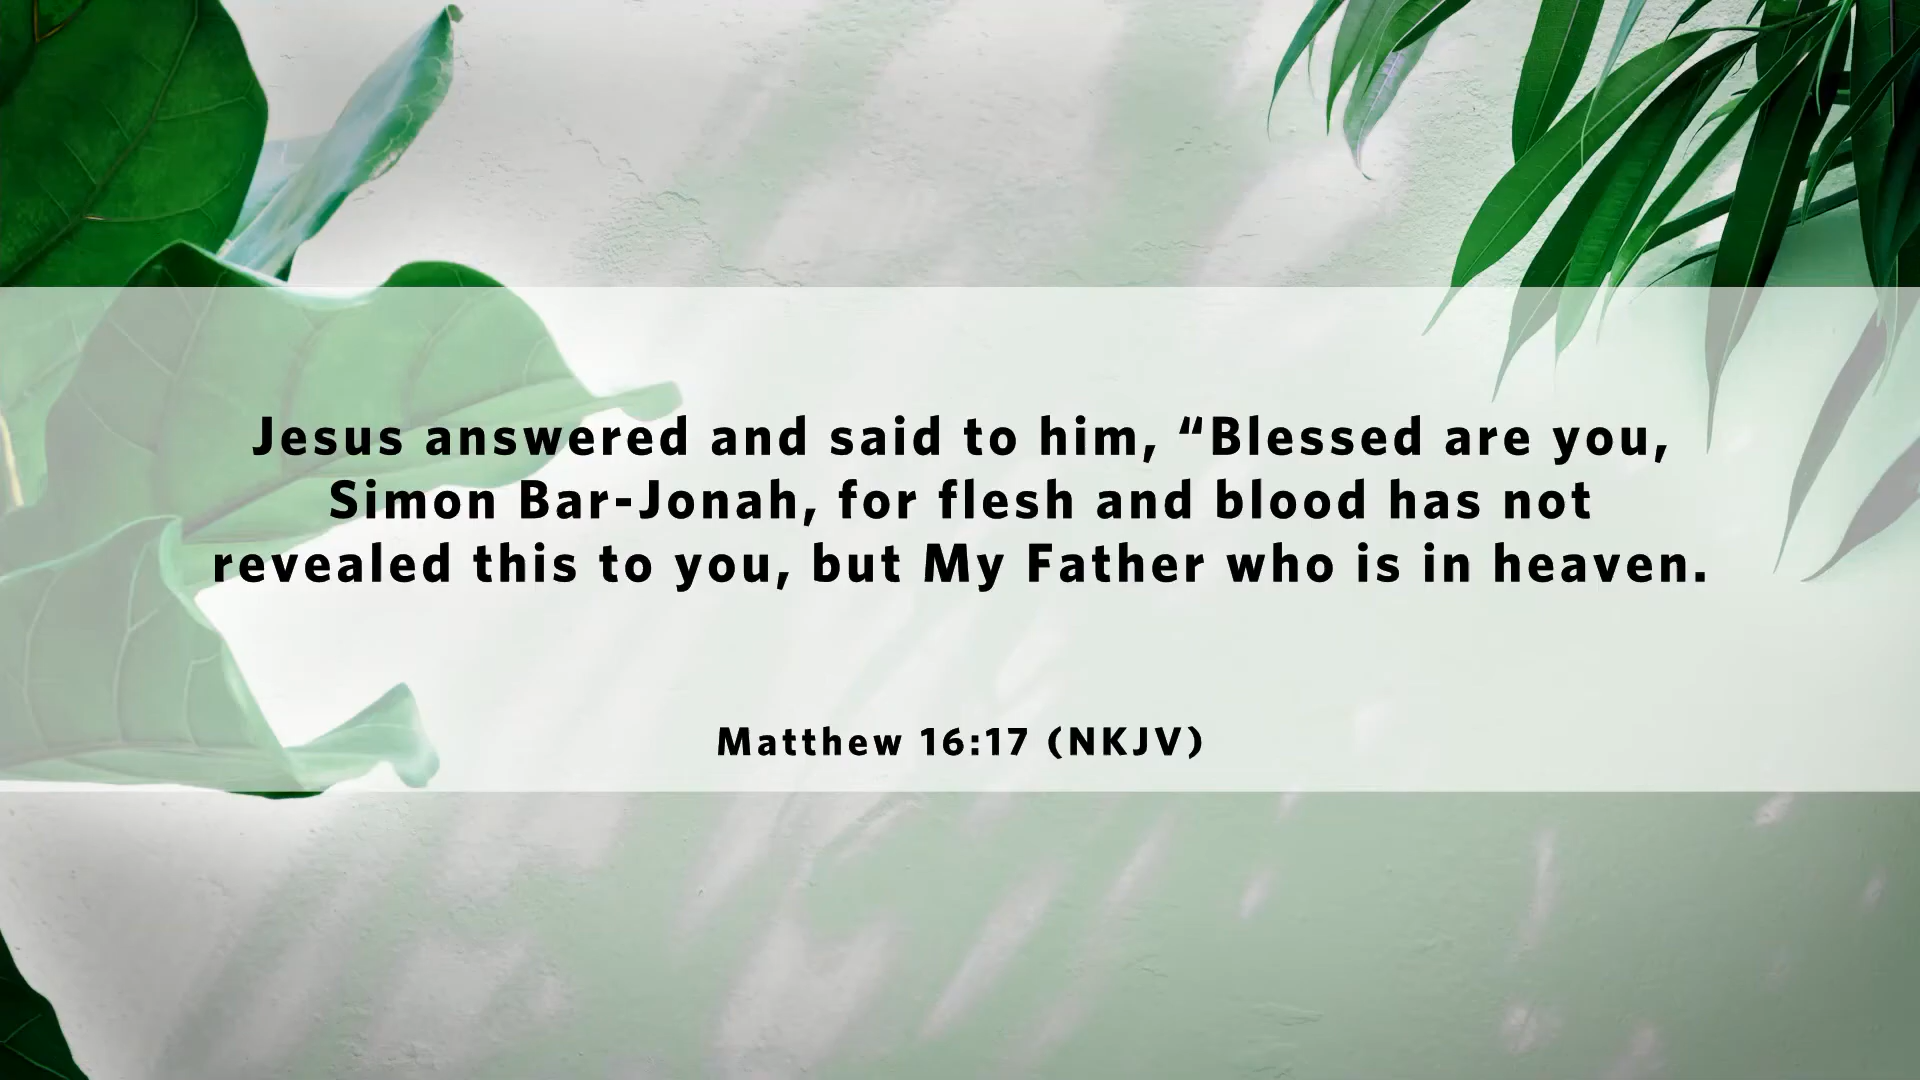 Jesus answered and said to him, “Blessed are you,
Simon Bar-Jonah, for flesh and blood has not
revealed this to you, but My Father who is in heaven.
Matthew 16:17 (NKJV)